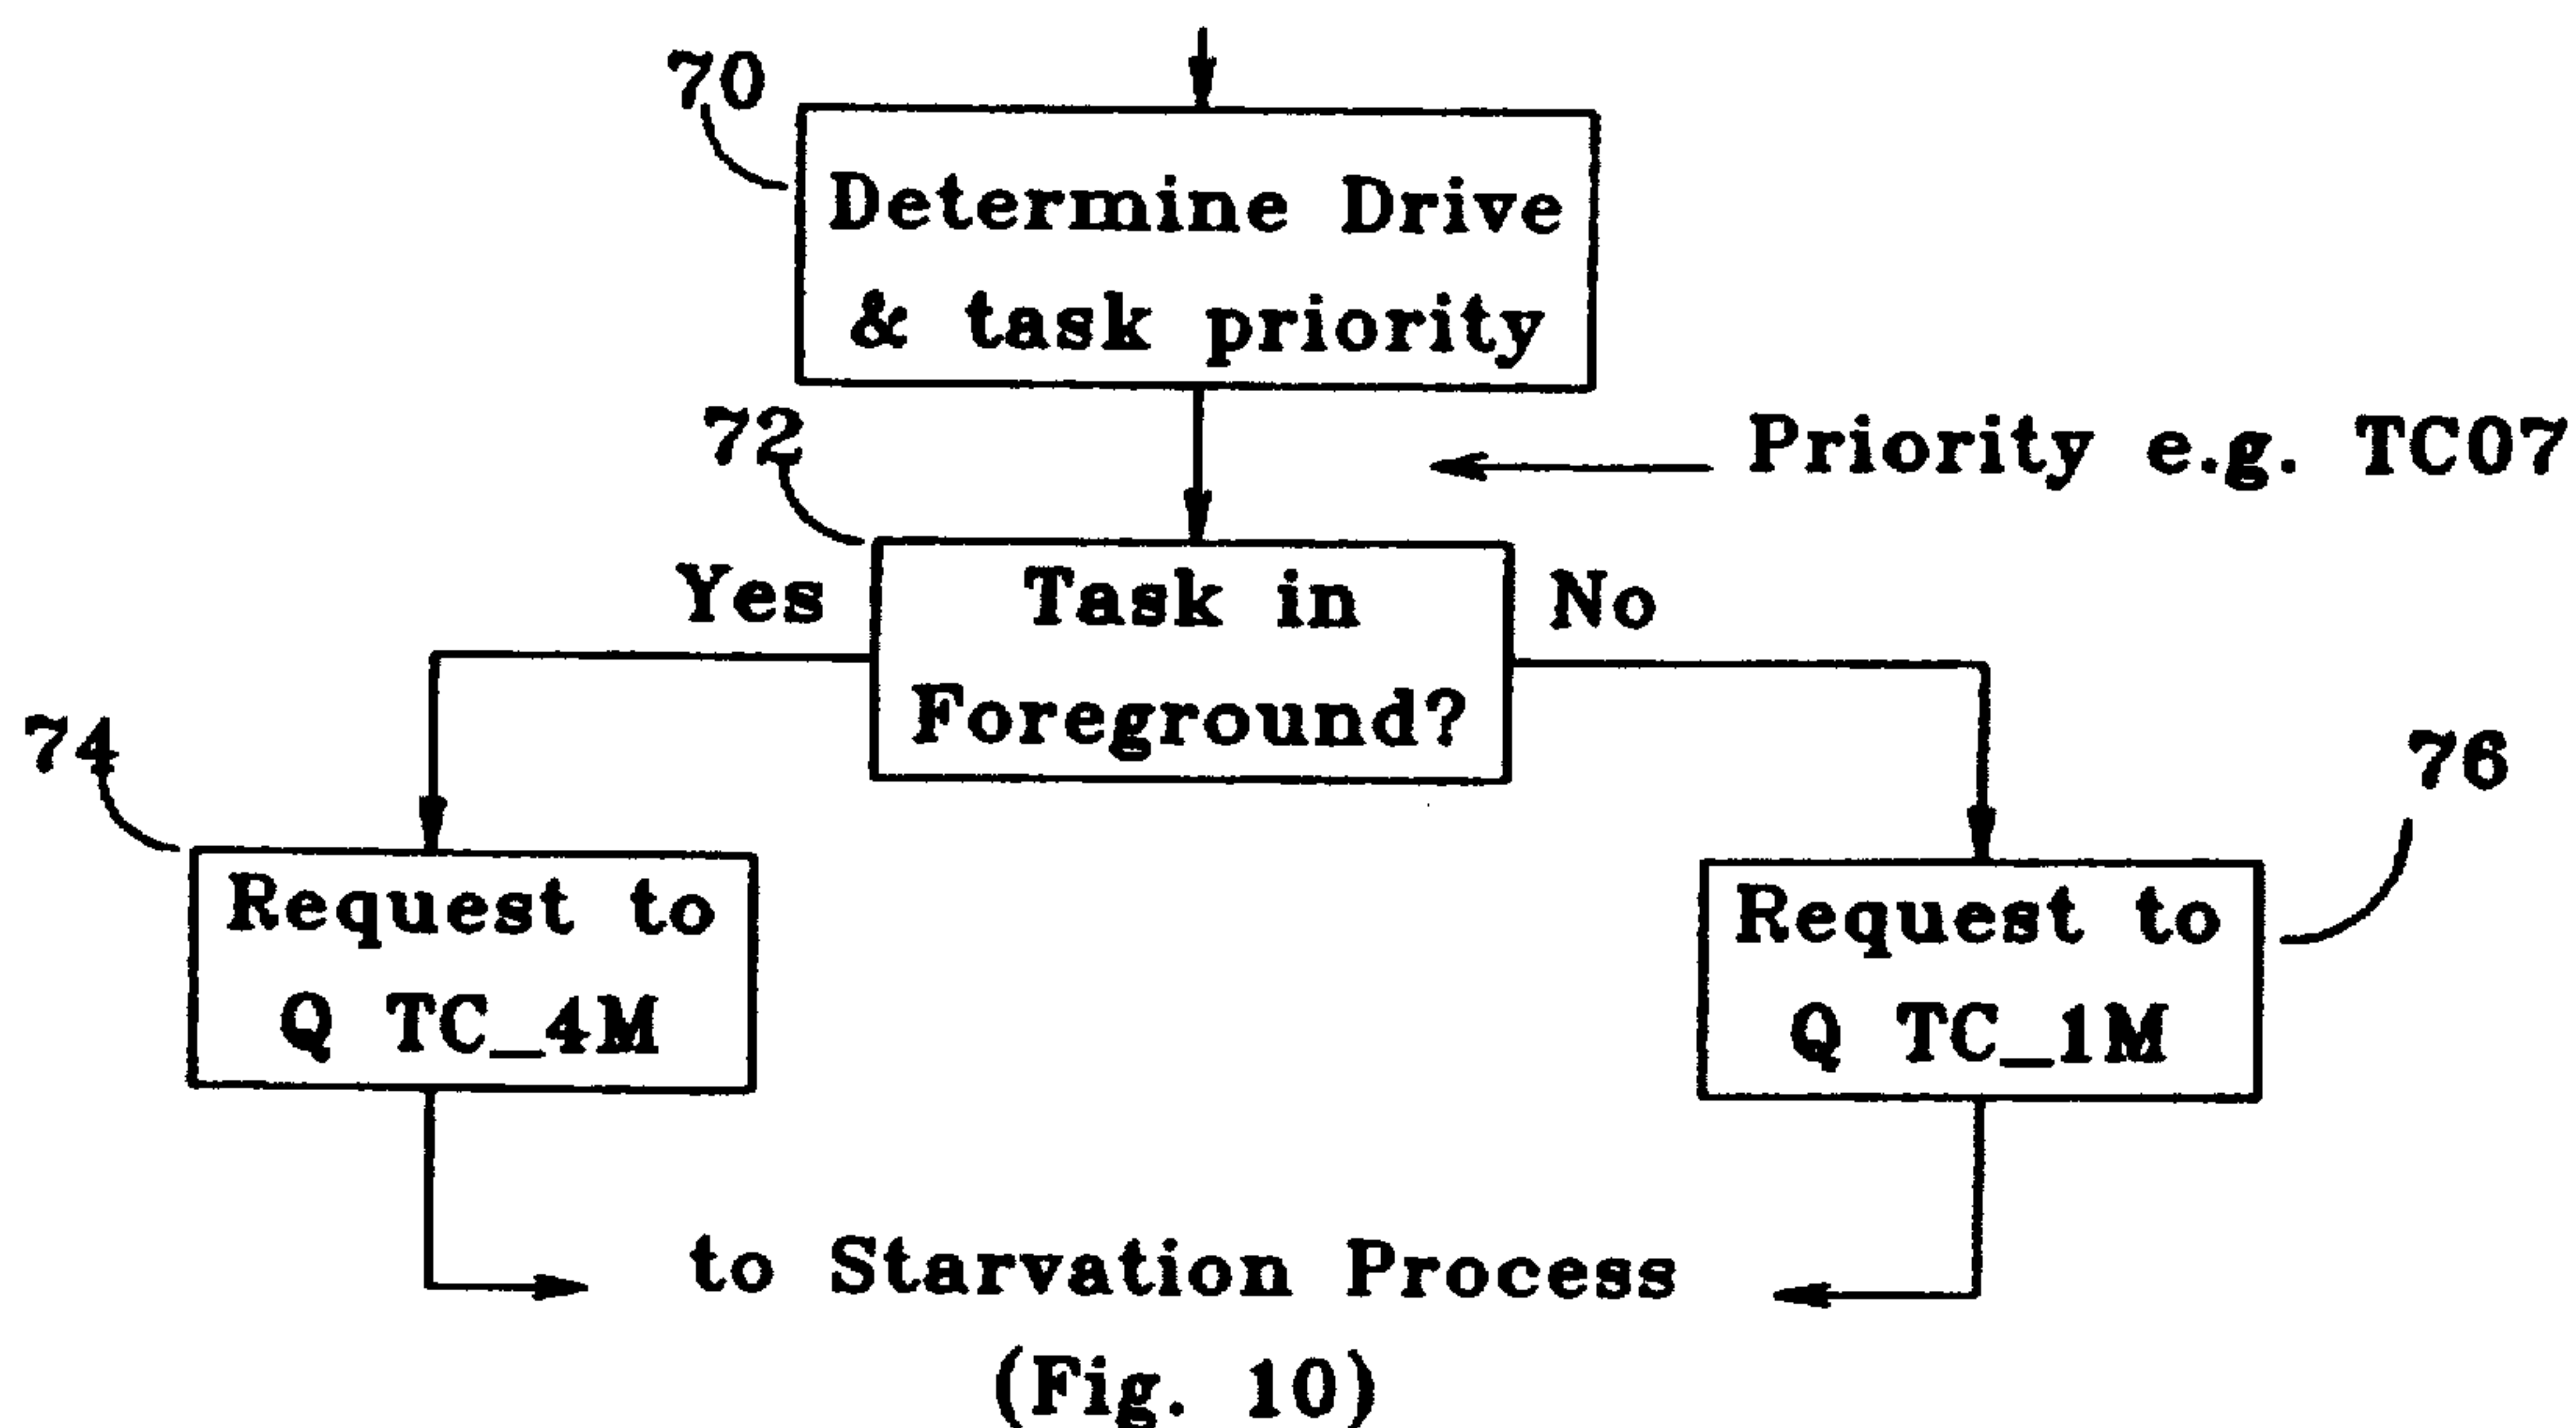 70
Determine Drive
& task priority
72
Priority e.g. TC07
Yes
Task in
Foreground?
No
74
76
Request to
Q TC_4M
Request to
Q TC_1M
to Starvation Process
(Fig. 10)